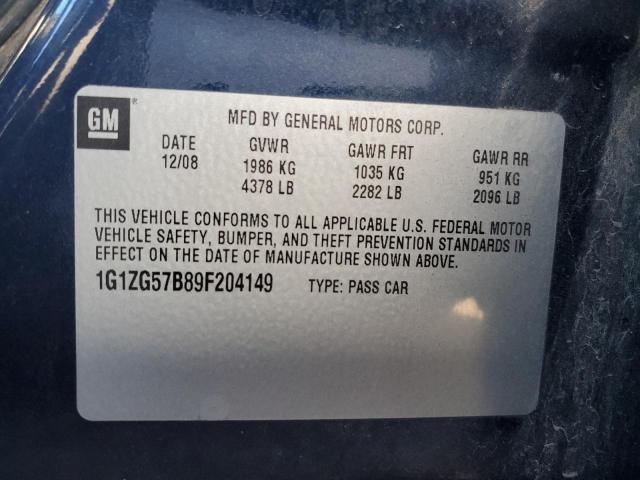 GM ®
MFD BY GENERAL MOTORS CORP.
DATE GVWR GAWR FRT GAWR RR
12/08 1986 KG 1035 KG 951 KG
4378 LB 2282 LB 2096 LB
THIS VEHICLE CONFORMS TO ALL APPLICABLE U.S. FEDERAL MOTOR
VEHICLE SAFETY, BUMPER, AND THEFT PREVENTION STANDARDS IN
EFFECT ON THE DATE OF MANUFACTURE SHOWN ABOVE.
1G1ZG57B89F204149 TYPE: PASS CAR